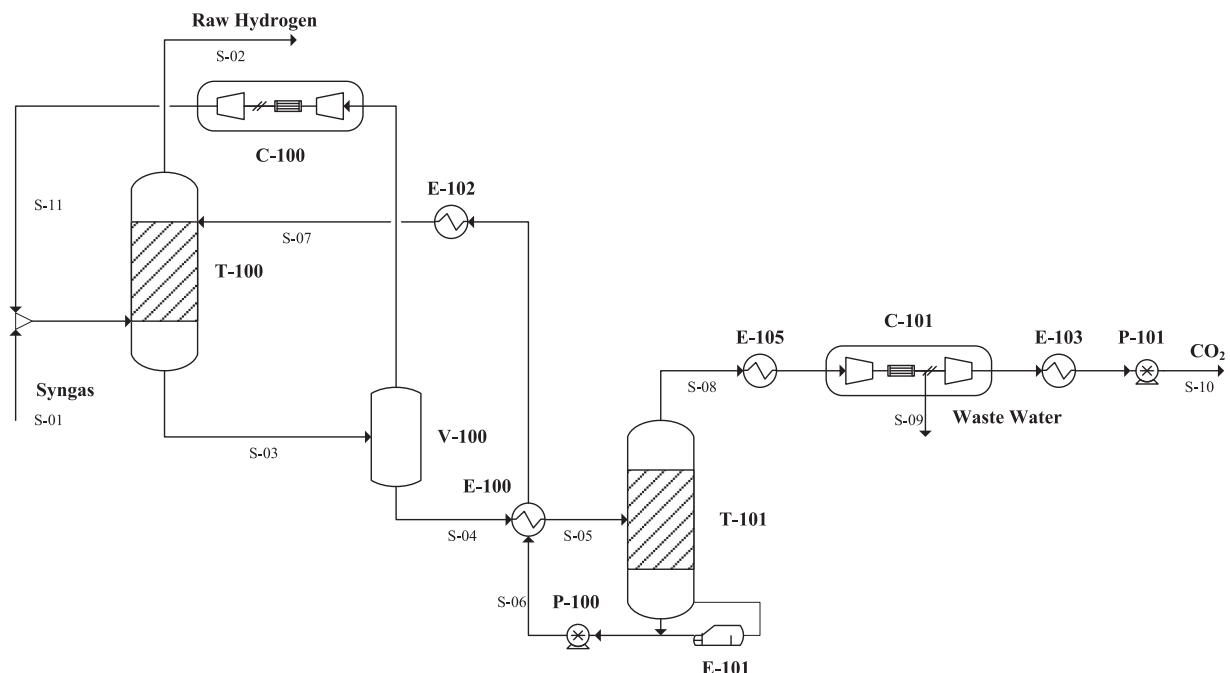 Raw Hydrogen
S-02
C-100
E-102
S-11
S-07
T-100
C-101
E-105
E-103
P-101
CO₂
Syngas
S-08
S-10
S-01
S-09
Waste Water
S-03
V-100
E-100
T-101
S-04
S-05
S-06
P-100
E-101